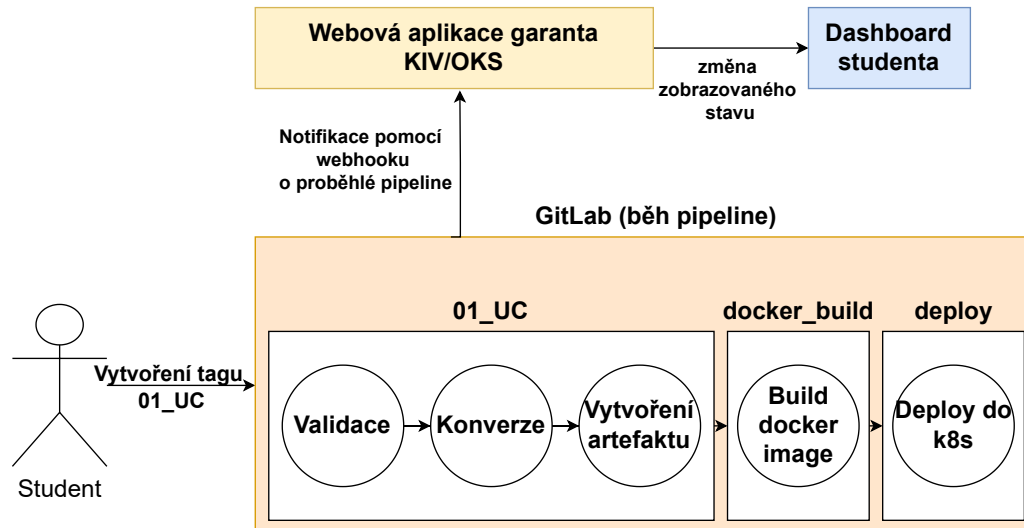 Webová aplikace garanta
KIV/OKS
Dashboard
studenta
změna
zobrazovaného
stavu
Notifikace pomocí
webhooku
o proběhlé pipeline
GitLab (běh pipeline)
01_UC
docker_build
deploy
Vytvoření tagu
01_UC
Validace
Konverze
Vytvoření
artefaktu
Build
docker
image
Deploy do
k8s
Student